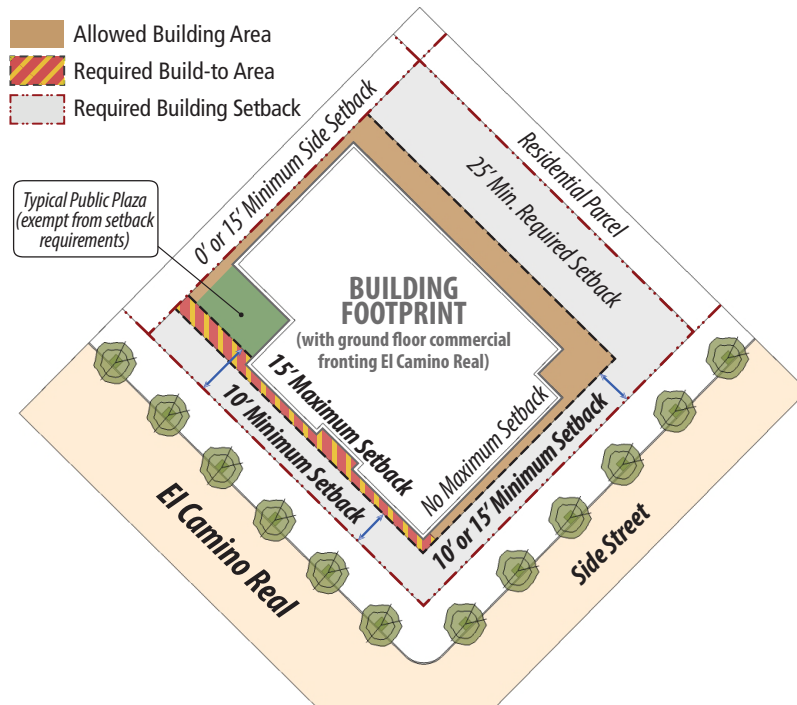 Allowed Building Area
Required Build-to Area
Required Building Setback
Typical Public Plaza
(exempt from setback
requirements)
0' or 15' Minimum Side Setback
Residential Parcel
25' Min. Required Setback
BUILDING
FOOTPRINT
(with ground floor commercial
fronting El Camino Real)
15' Maximum Setback
10' Minimum Setback
No Maximum Setback
10' or 15' Minimum Setback
El Camino Real
Side Street